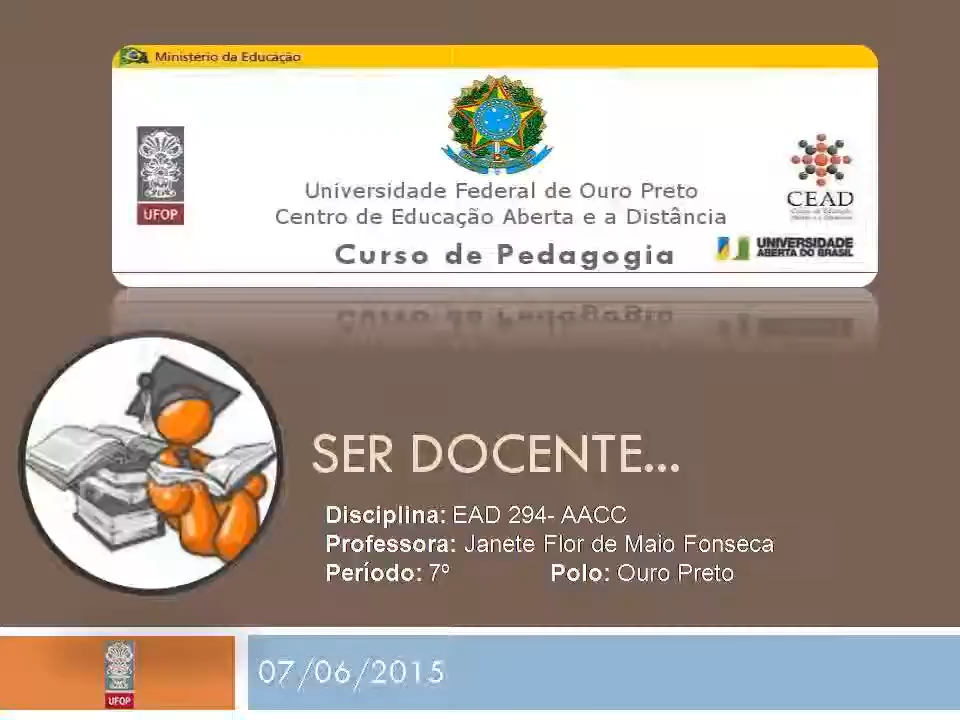 Ministério da Educação
UFOP
Universidade Federal de Ouro Preto
Centro de Educação Aberta e a Distância
Curso de Pedagogia
CEAD
UNIVERSIDADE
ABERTA DO BRASIL
SER DOCENTE...
Disciplina: EAD 294- AACC
Professora: Janete Flor de Maio Fonseca
Período: 7º Polo: Ouro Preto
UFOP
07/06/2015